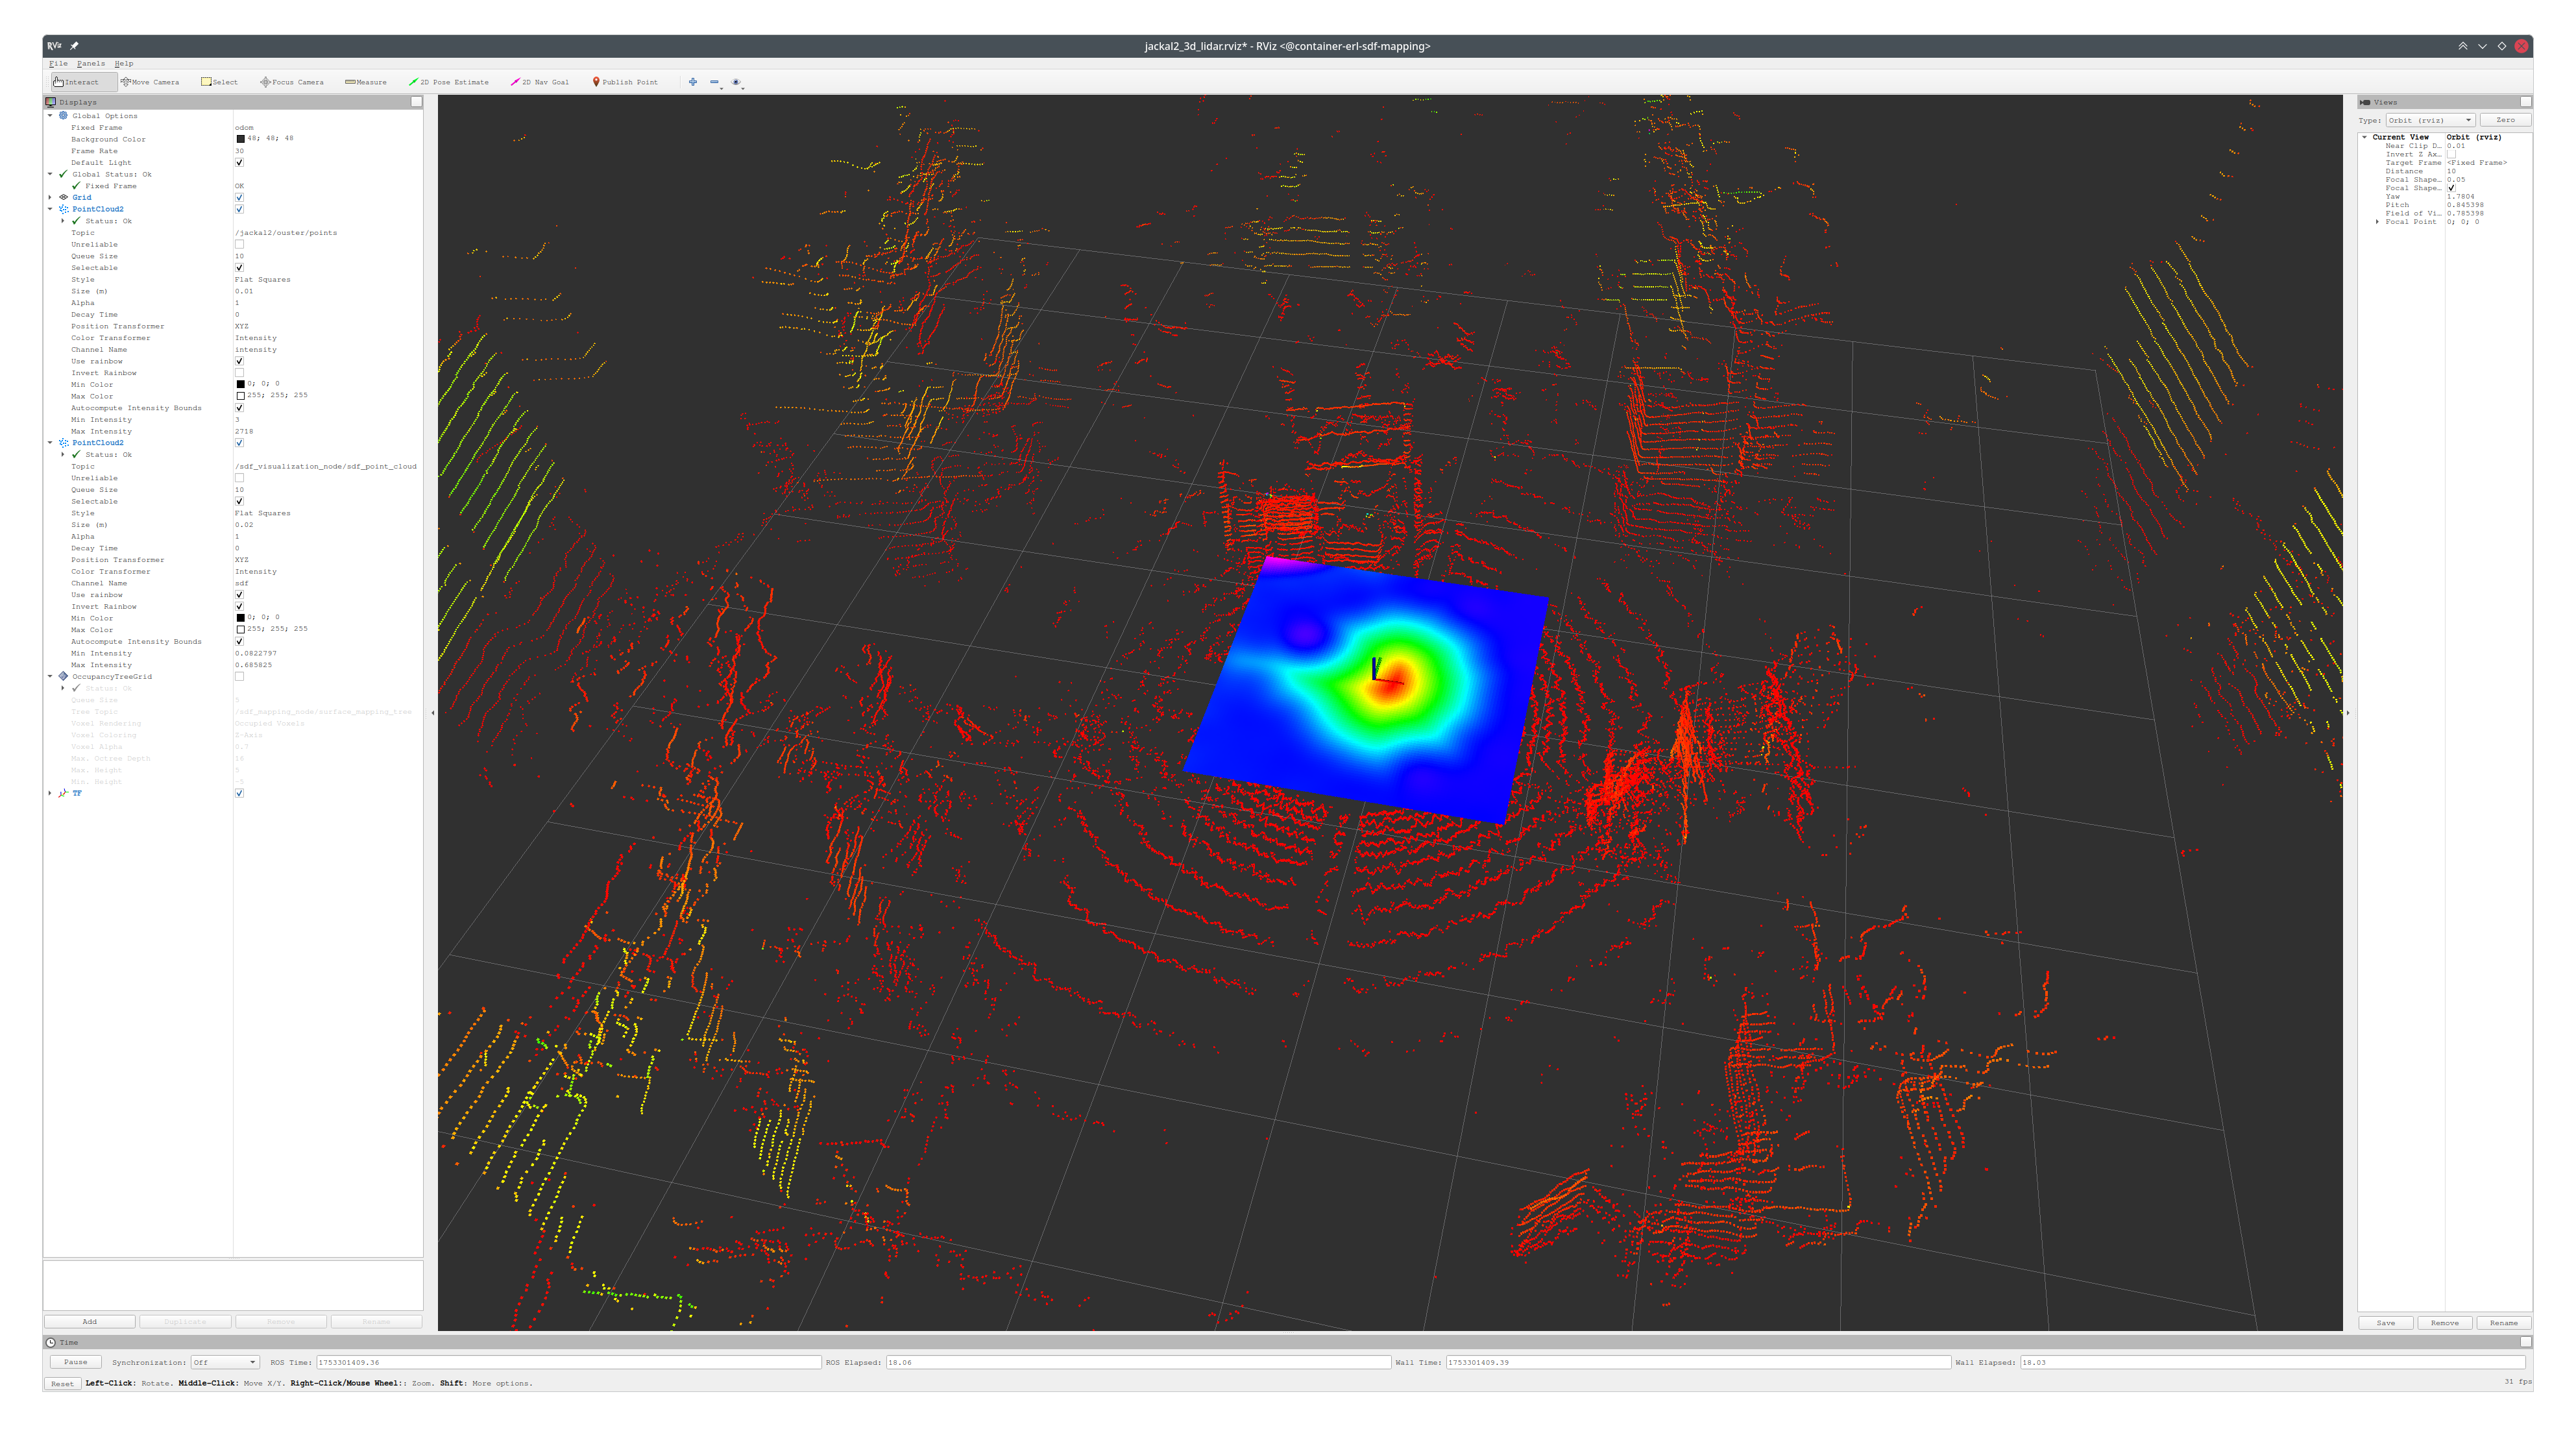 RViz
jackal2_3d_lidar.rviz* - RViz <@container-erl-sdf-mapping>
File Panels Help
Interact Move Camera Select Focus Camera Measure 2D Pose Estimate 2D Nav Goal Publish Point
Displays
Global Options
Fixed Frame odom
Background Color 48; 48; 48
Frame Rate 30
Default Light
Global Status: Ok
Fixed Frame OK
Grid
PointCloud2
Status: Ok
Topic /jackal2/ouster/points
Unreliable
Queue Size 10
Selectable
Style Flat Squares
Size (m) 0.01
Alpha 1
Decay Time 0
Position Transformer XYZ
Color Transformer Intensity
Channel Name intensity
Use rainbow
Invert Rainbow
Min Color 0; 0; 0
Max Color 255; 255; 255
Autocompute Intensity Bounds
Min Intensity 3
Max Intensity 2718
PointCloud2
Status: Ok
Topic /sdf_visualization_node/sdf_point_cloud
Unreliable
Queue Size 10
Selectable
Style Flat Squares
Size (m) 0.02
Alpha 1
Decay Time 0
Position Transformer XYZ
Color Transformer Intensity
Channel Name sdf
Use rainbow
Invert Rainbow
Min Color 0; 0; 0
Max Color 255; 255; 255
Autocompute Intensity Bounds
Min Intensity 0.0822797
Max Intensity 0.685825
OccupancyTreeGrid
Status: Ok
Queue Size 5
Tree Topic /sdf_mapping_node/surface_mapping_tree
Voxel Rendering Occupied Voxels
Voxel Coloring Z-Axis
Voxel Alpha 0.7
Max. Octree Depth 16
Max. Height 5
Min. Height -5
TF
Add Duplicate Remove Rename
Views
Type: Orbit (rviz) Zero
Current View Orbit (rviz)
Near Clip D... 0.01
Invert Z Ax...
Target Frame <Fixed Frame>
Distance 10
Focal Shape... 0.05
Focal Shape...
Yaw 1.7804
Pitch 0.845398
Field of Vi... 0.785398
Focal Point 0; 0; 0
Save Remove Rename
Time
Pause Synchronization: Off ROS Time: 1753301409.36 ROS Elapsed: 18.06 Wall Time: 1753301409.39 Wall Elapsed: 18.03
Reset Left-Click: Rotate. Middle-Click: Move X/Y. Right-Click/Mouse Wheel:: Zoom. Shift: More options. 31 fps